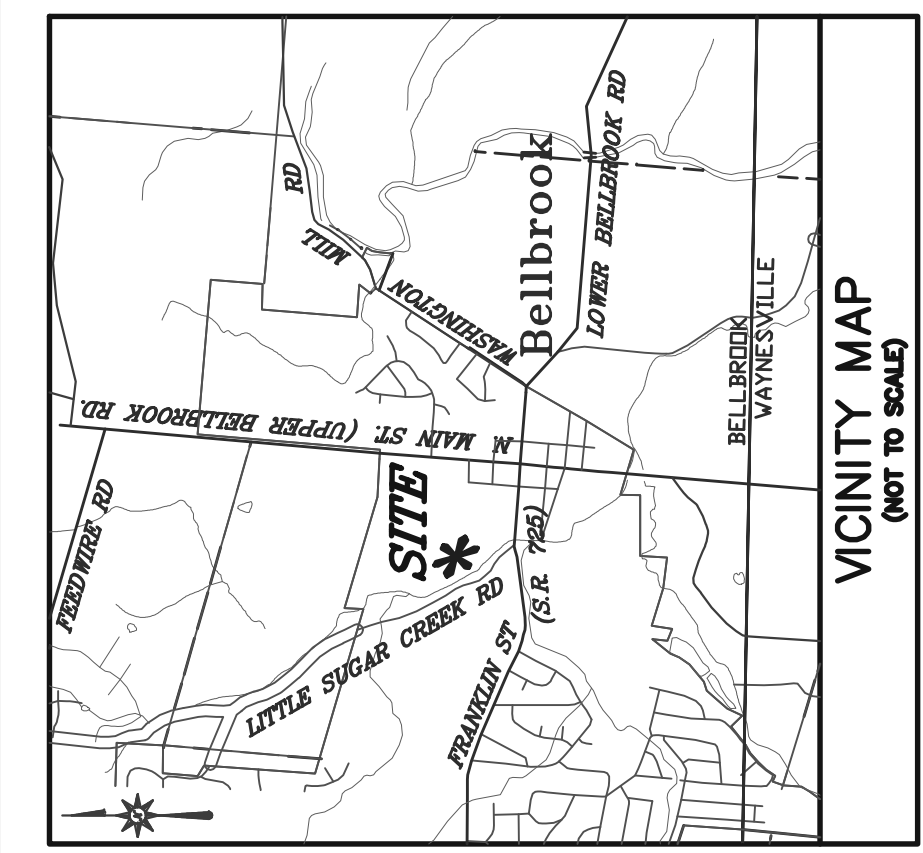 RD
MILL
WASHINGTON
Bellbrook
LOWER BELLBROOK RD
BELLBROOK
WAYNESVILLE
N. MAIN ST. (UPPER BELLBROOK RD.
FEEDWIRE RD
SITE
*
(S.R. 725)
LITTLE SUGAR CREEK RD
FRANKLIN ST
VICINITY MAP
(NOT TO SCALE)